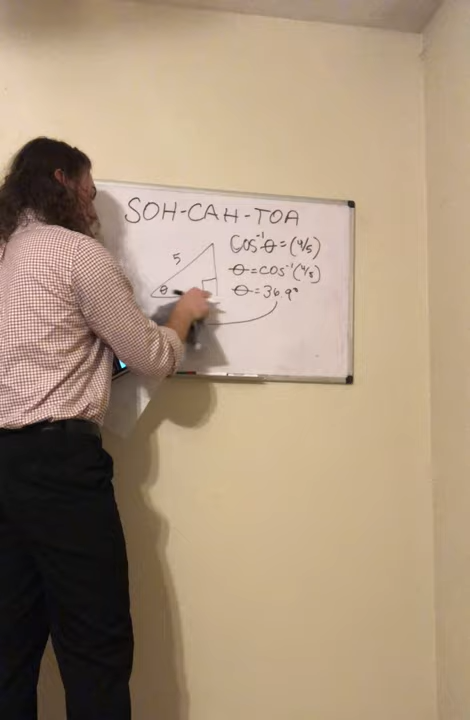 SOH-CAH-TOA
5
θ
Cos⁻¹θ = (4/5)
θ = cos⁻¹(4/5)
θ = 36.9°